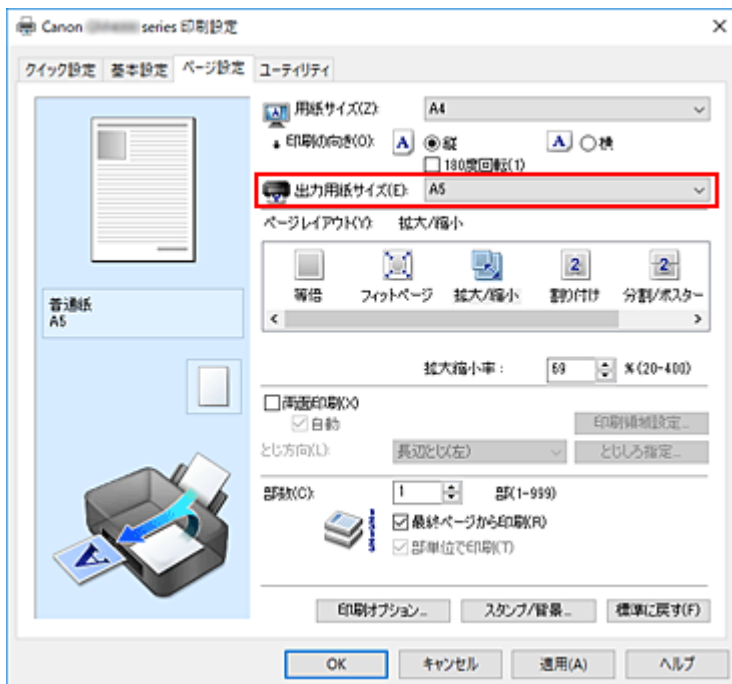 Canon series 印刷設定
クイック設定 基本設定 ページ設定 ユーティリティ
用紙サイズ(Z): A4
印刷の向き(O): A 縦 A 横
180度回転(1)
出力用紙サイズ(E): A5
ページレイアウト(Y): 拡大/縮小
等倍 フィットページ 拡大/縮小 割り付け 分割/ポスター
普通紙
A5
拡大縮小率: 69 % (20-400)
両面印刷(X)
自動 印刷領域設定...
とじ方向(L): 長辺とじ(左) とじしろ指定...
部数(C): 1 部(1-999)
最終ページから印刷(R)
部単位で印刷(T)
印刷オプション... スタンプ/背景... 標準に戻す(F)
OK キャンセル 適用(A) ヘルプ